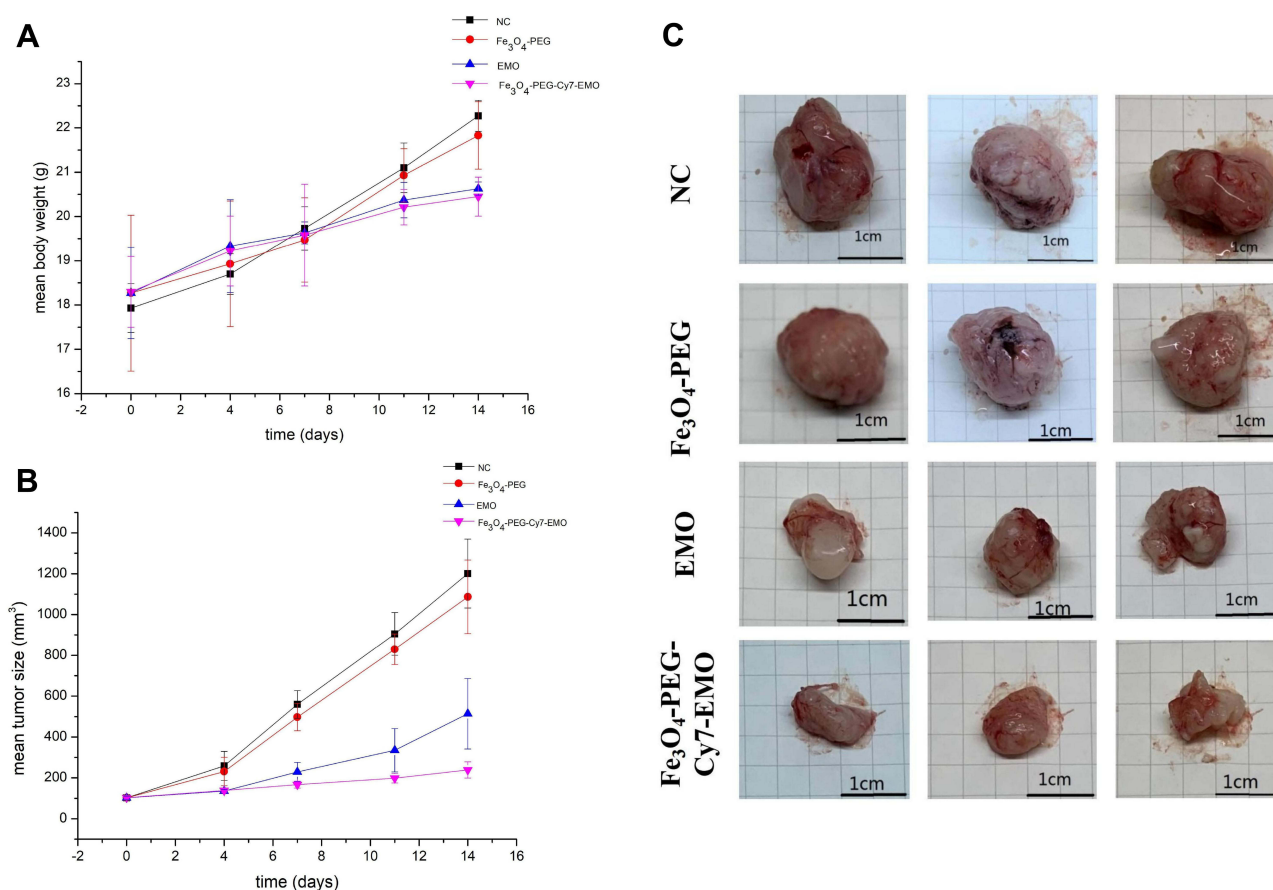 A
NC
Fe3O4-PEG
EMO
Fe3O4-PEG-Cy7-EMO
23
22
21
20
19
18
17
16
mean body weight (g)
-2 0 2 4 6 8 10 12 14 16
time (days)
B
NC
Fe3O4-PEG
EMO
Fe3O4-PEG-Cy7-EMO
1400
1200
1000
800
600
400
200
0
mean tumor size (mm3)
-2 0 2 4 6 8 10 12 14 16
time (days)
C
NC
1cm 1cm 1cm
Fe3O4-PEG
1cm 1cm 1cm
EMO
1cm 1cm 1cm
Fe3O4-PEG-
Cy7-EMO
1cm 1cm 1cm